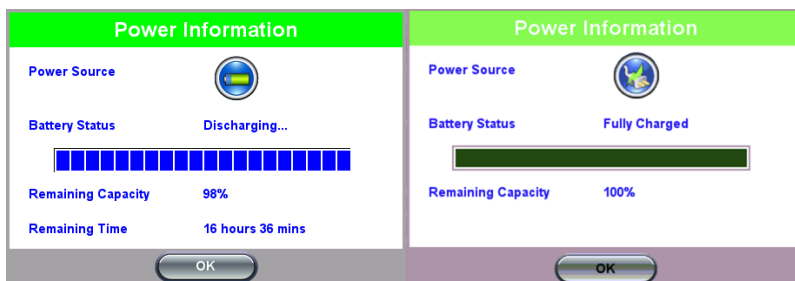 Power Information
Power Source
Battery Status Discharging...
Remaining Capacity 98%
Remaining Time 16 hours 36 mins
OK
Power Information
Power Source
Battery Status Fully Charged
Remaining Capacity 100%
OK